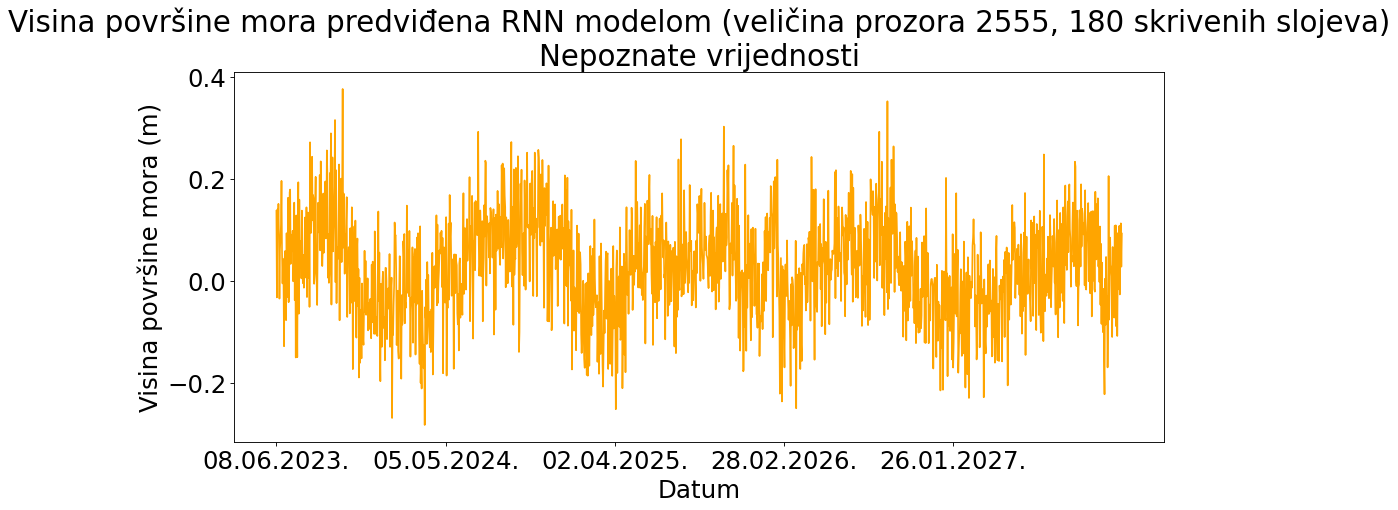 Visina površine mora predviđena RNN modelom (veličina prozora 2555, 180 skrivenih slojeva)
Nepoznate vrijednosti
Visina površine mora (m)
0.4
0.2
0.0
−0.2
08.06.2023. 05.05.2024. 02.04.2025. 28.02.2026. 26.01.2027.
Datum